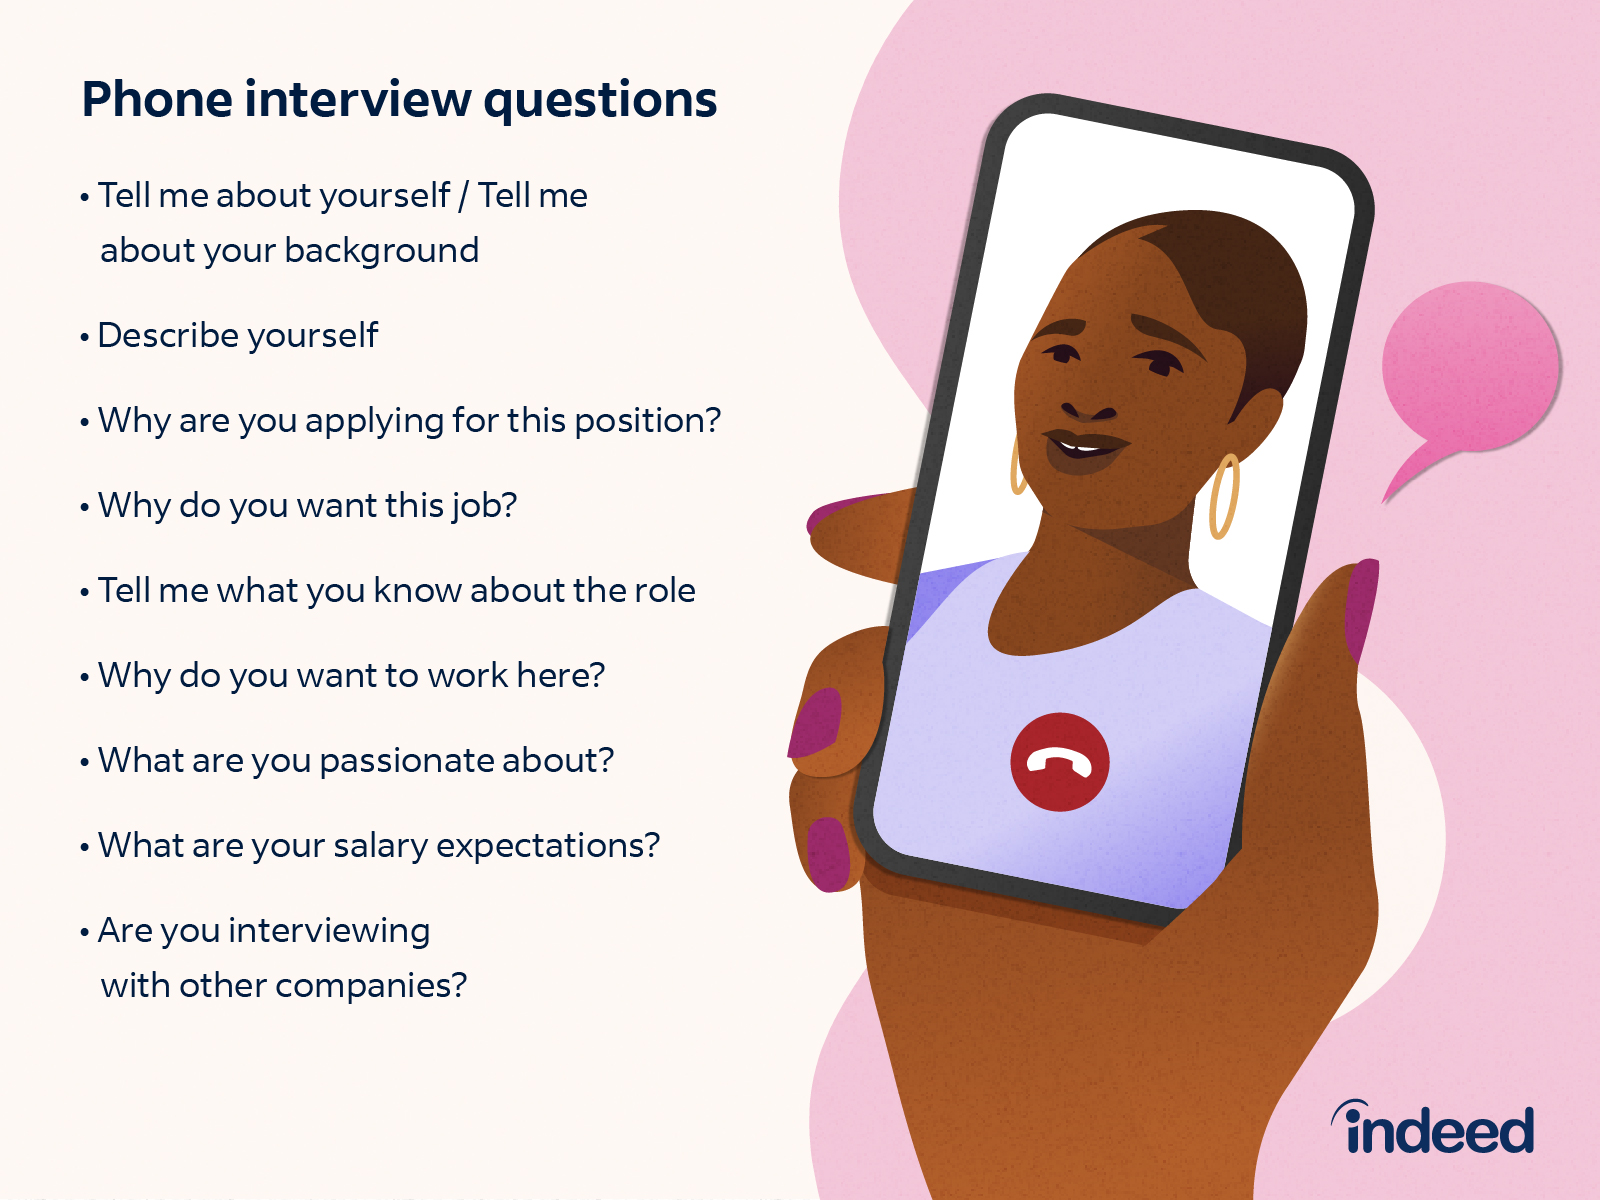 Phone interview questions
• Tell me about yourself / Tell me
about your background
• Describe yourself
• Why are you applying for this position?
• Why do you want this job?
• Tell me what you know about the role
• Why do you want to work here?
• What are you passionate about?
• What are your salary expectations?
• Are you interviewing
with other companies?
indeed